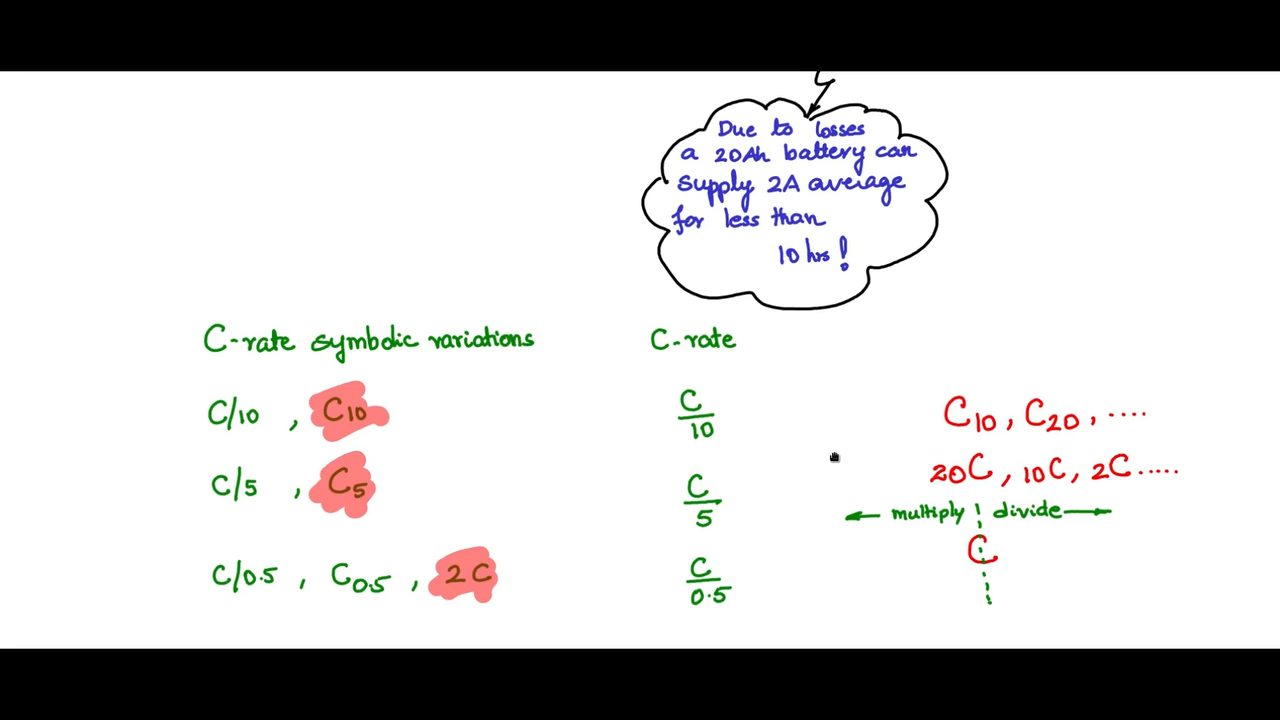 Due to losses
a 20Ah battery can
supply 2A average
for less than
10 hrs!
C-rate symbolic variations C-rate
C/10 , C10 C/10
C10, C20, ....
C/5 , C5 C/5
20C, 10C, 2C.....
← multiply | divide →
C
C/0.5 , C0.5 , 2C C/0.5